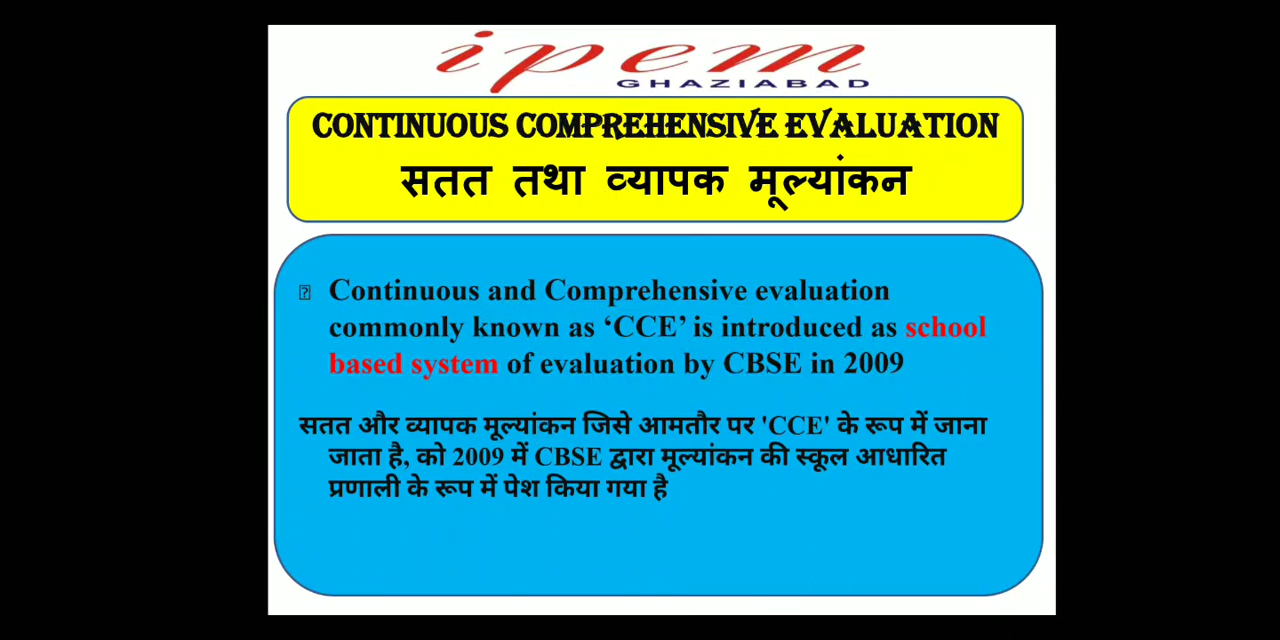 ipem
GHAZIABAD
CONTINUOUS COMPREHENSIVE EVALUATION
सतत तथा व्यापक मूल्यांकन
Continuous and Comprehensive evaluation
commonly known as ‘CCE’ is introduced as school
based system of evaluation by CBSE in 2009
सतत और व्यापक मूल्यांकन जिसे आमतौर पर 'CCE' के रूप में जाना
जाता है, को 2009 में CBSE द्वारा मूल्यांकन की स्कूल आधारित
प्रणाली के रूप में पेश किया गया है